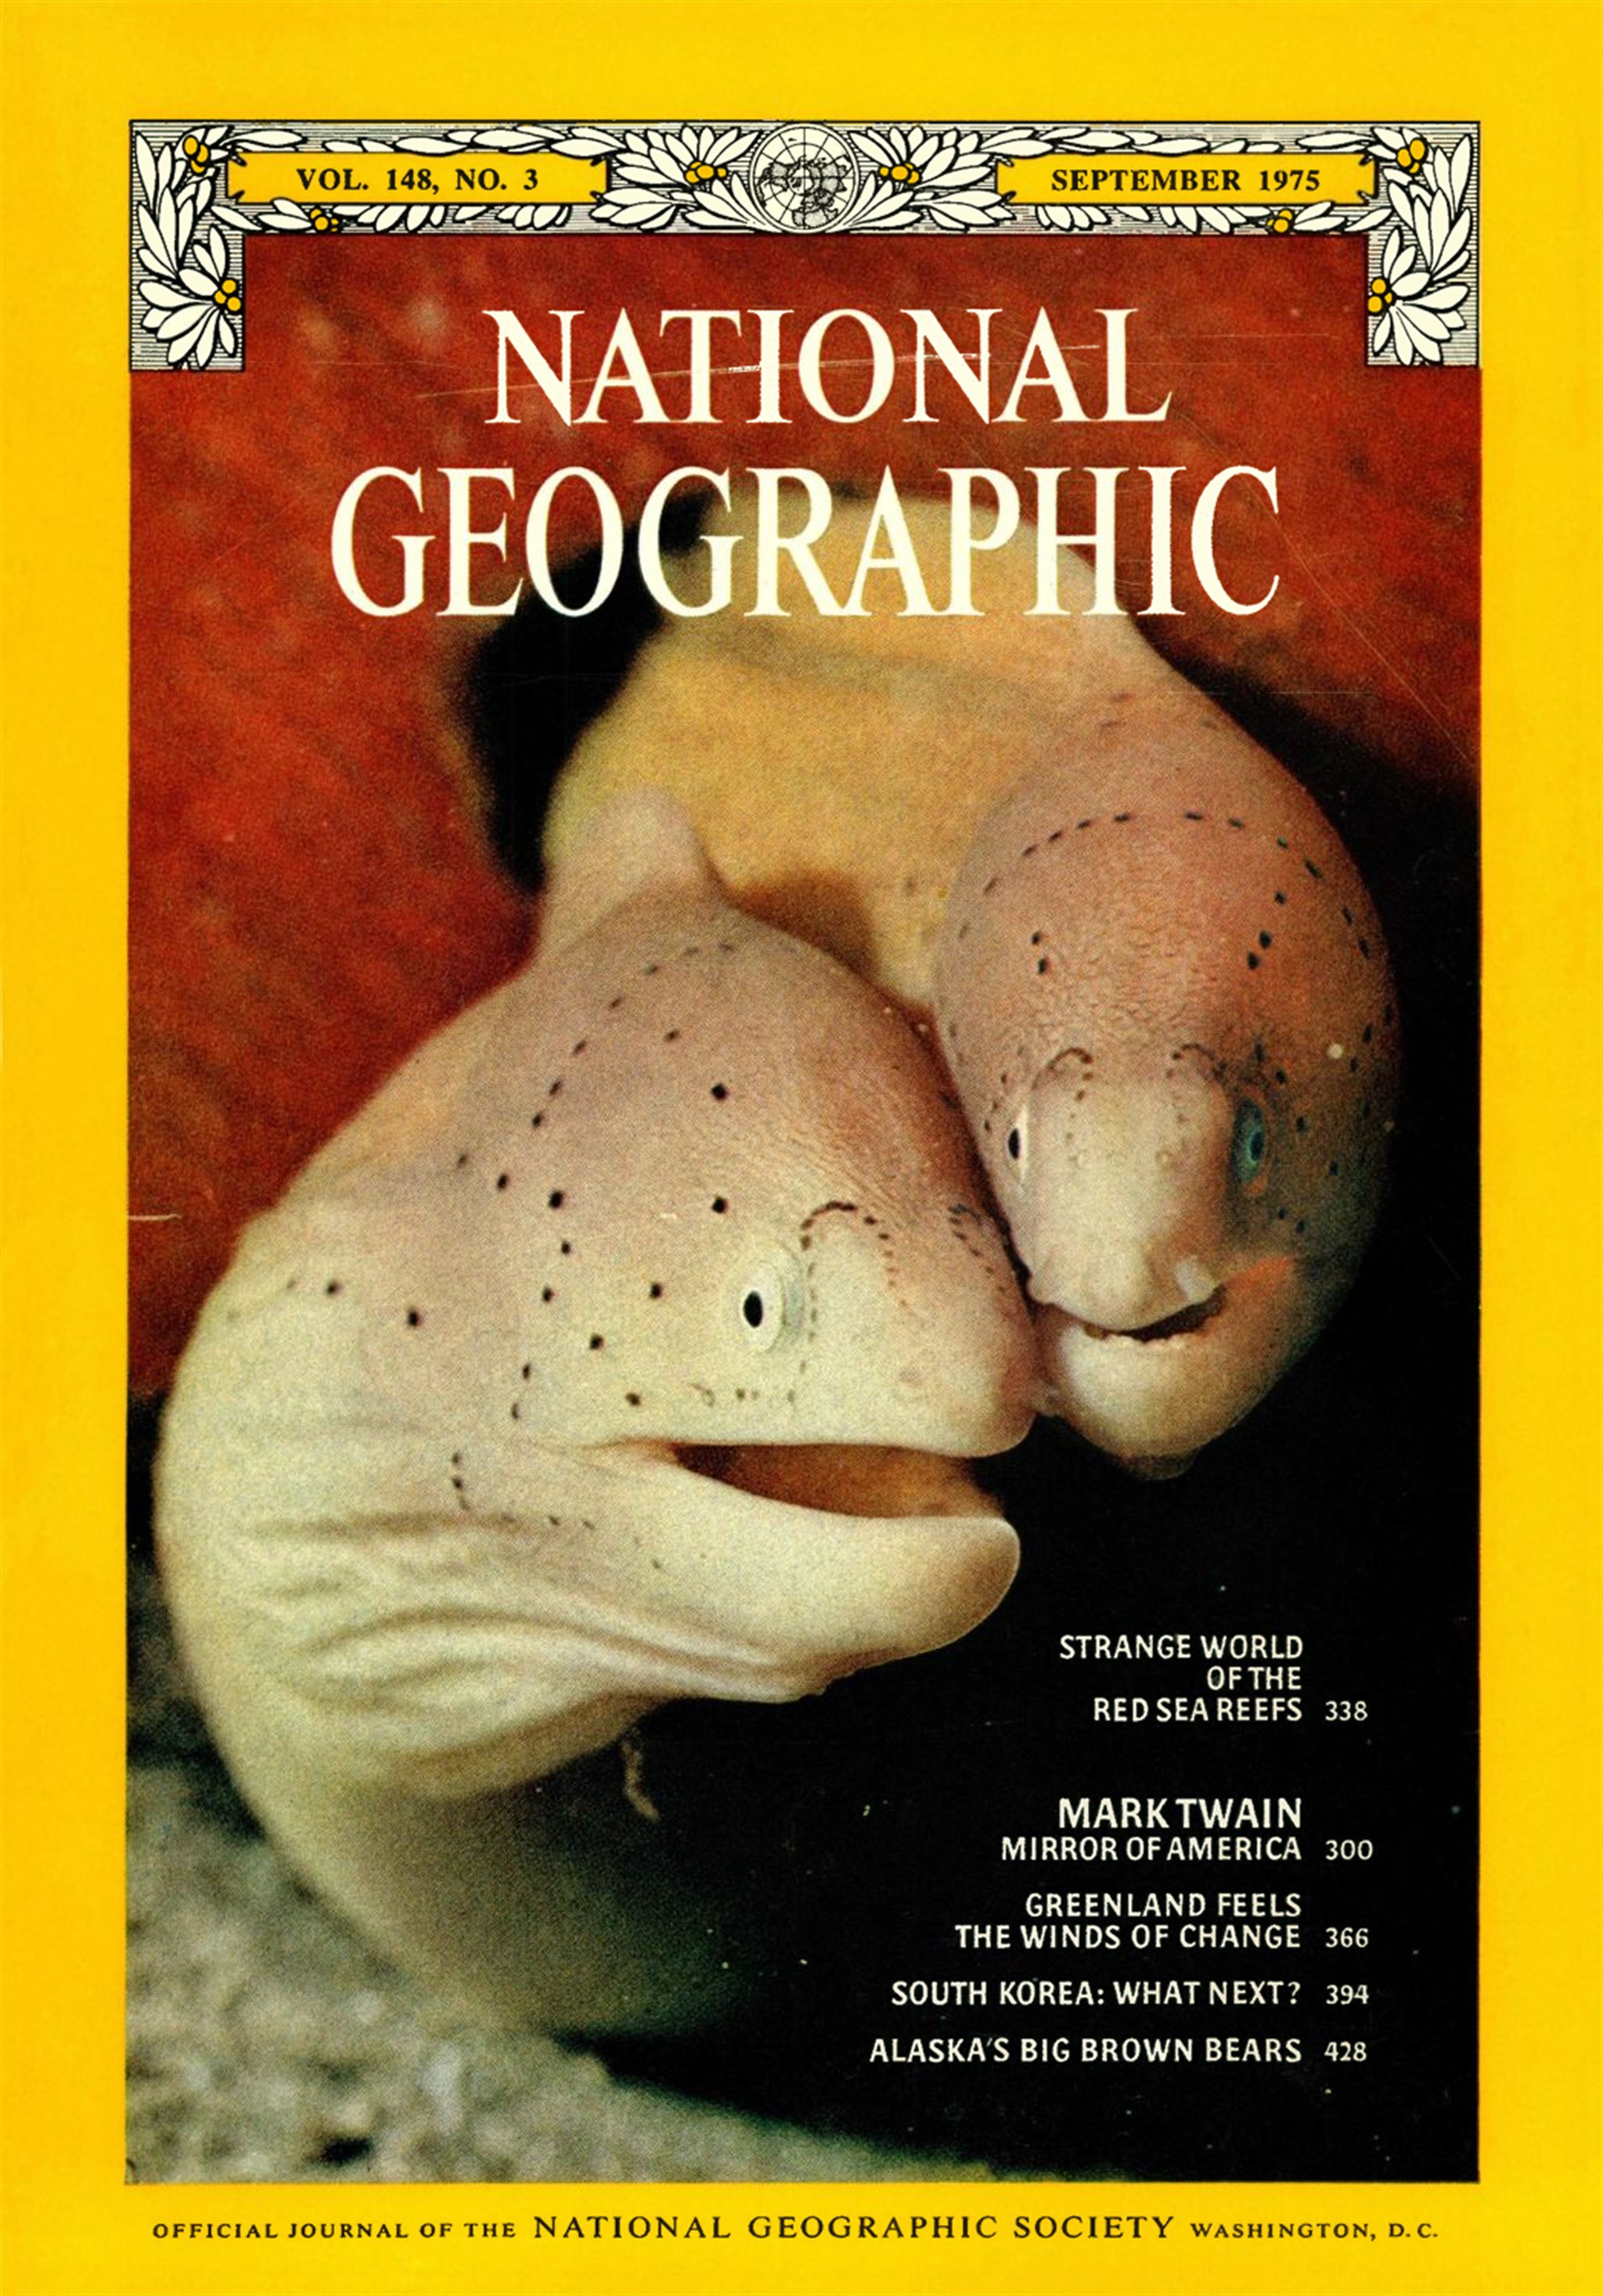 VOL. 148, NO. 3
SEPTEMBER 1975
NATIONAL
GEOGRAPHIC
STRANGE WORLD
OF THE
RED SEA REEFS 338
MARK TWAIN
MIRROR OF AMERICA 300
GREENLAND FEELS
THE WINDS OF CHANGE 366
SOUTH KOREA: WHAT NEXT? 394
ALASKA'S BIG BROWN BEARS 428
OFFICIAL JOURNAL OF THE NATIONAL GEOGRAPHIC SOCIETY WASHINGTON, D.C.